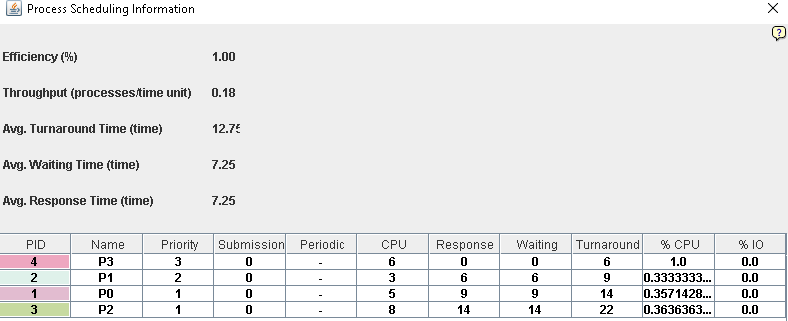 Process Scheduling Information
?
Efficiency (%) 1.00
Throughput (processes/time unit) 0.18
Avg. Turnaround Time (time) 12.75
Avg. Waiting Time (time) 7.25
Avg. Response Time (time) 7.25
PID Name Priority Submission Periodic CPU Response Waiting Turnaround % CPU % IO
4 P3 3 0 - 6 0 0 6 1.0 0.0
2 P1 2 0 - 3 6 6 9 0.3333333... 0.0
1 P0 1 0 - 5 9 9 14 0.3571428... 0.0
3 P2 1 0 - 8 14 14 22 0.3636363... 0.0